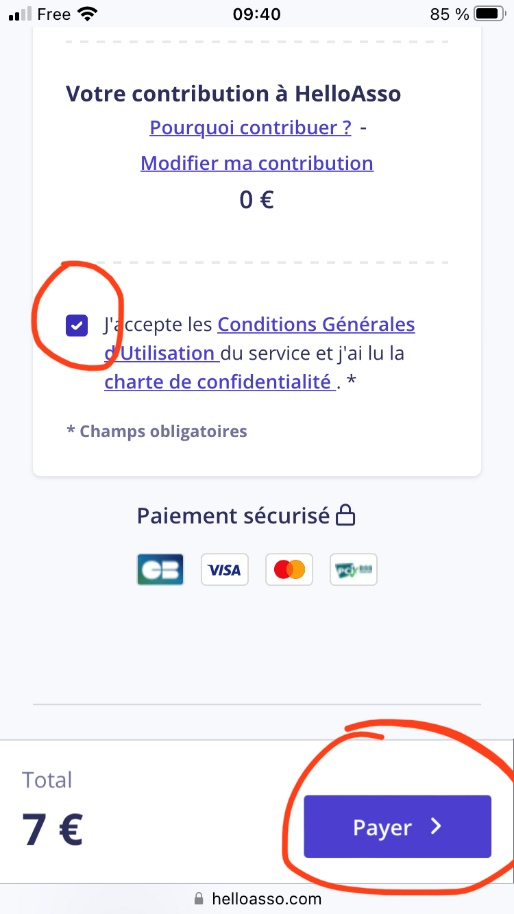 Free 09:40 85 %
Votre contribution à HelloAsso
Pourquoi contribuer ? -
Modifier ma contribution
0 €
J'accepte les Conditions Générales
d'Utilisation du service et j'ai lu la
charte de confidentialité . *
* Champs obligatoires
Paiement sécurisé
CB VISA PCI
Total
7 €
Payer
helloasso.com